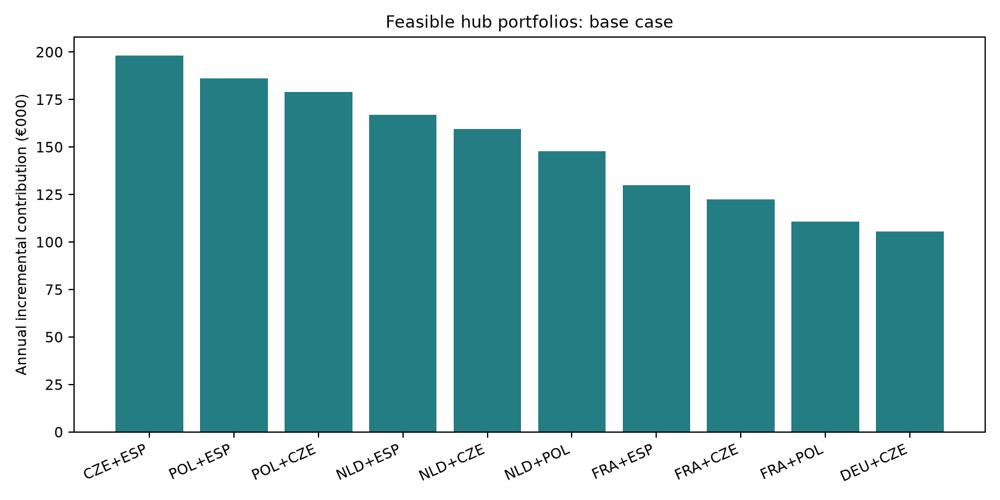 Feasible hub portfolios: base case
Annual incremental contribution (€000)
200
175
150
125
100
75
50
25
0
CZE+ESP
POL+ESP
POL+CZE
NLD+ESP
NLD+CZE
NLD+POL
FRA+ESP
FRA+CZE
FRA+POL
DEU+CZE